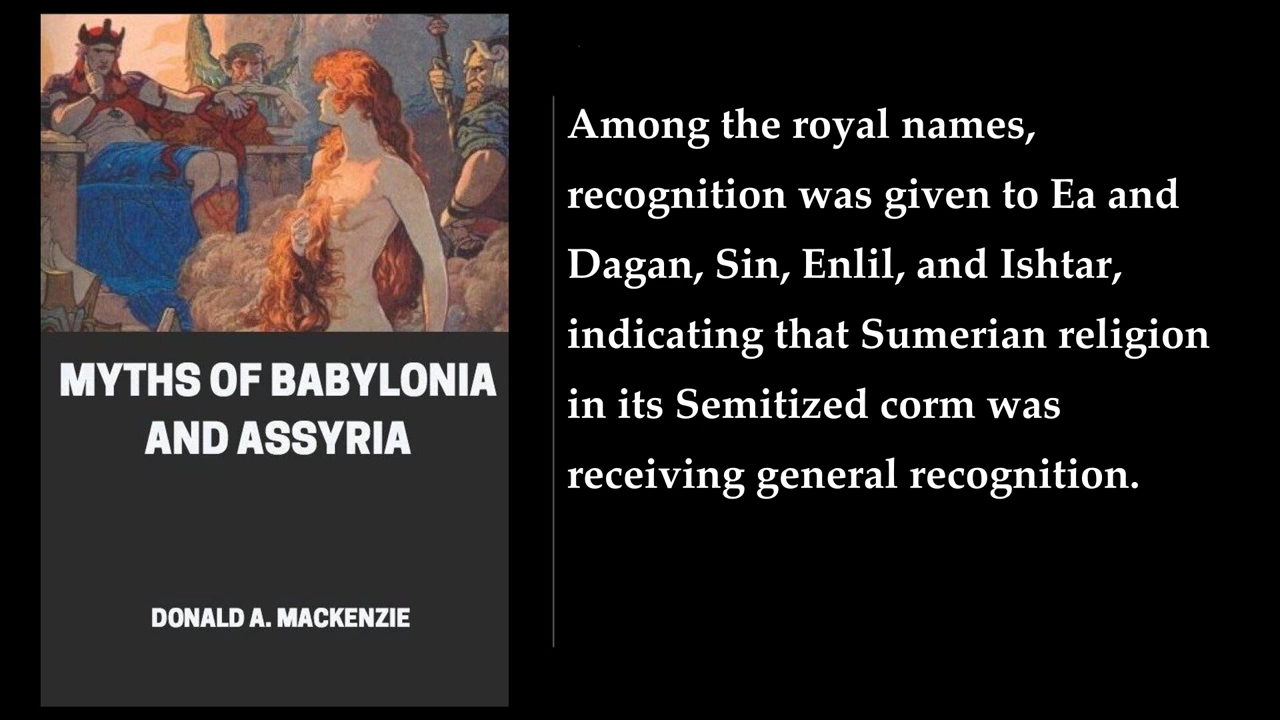 MYTHS OF BABYLONIA
AND ASSYRIA
DONALD A. MACKENZIE
Among the royal names,
recognition was given to Ea and
Dagan, Sin, Enlil, and Ishtar,
indicating that Sumerian religion
in its Semitized corm was
receiving general recognition.